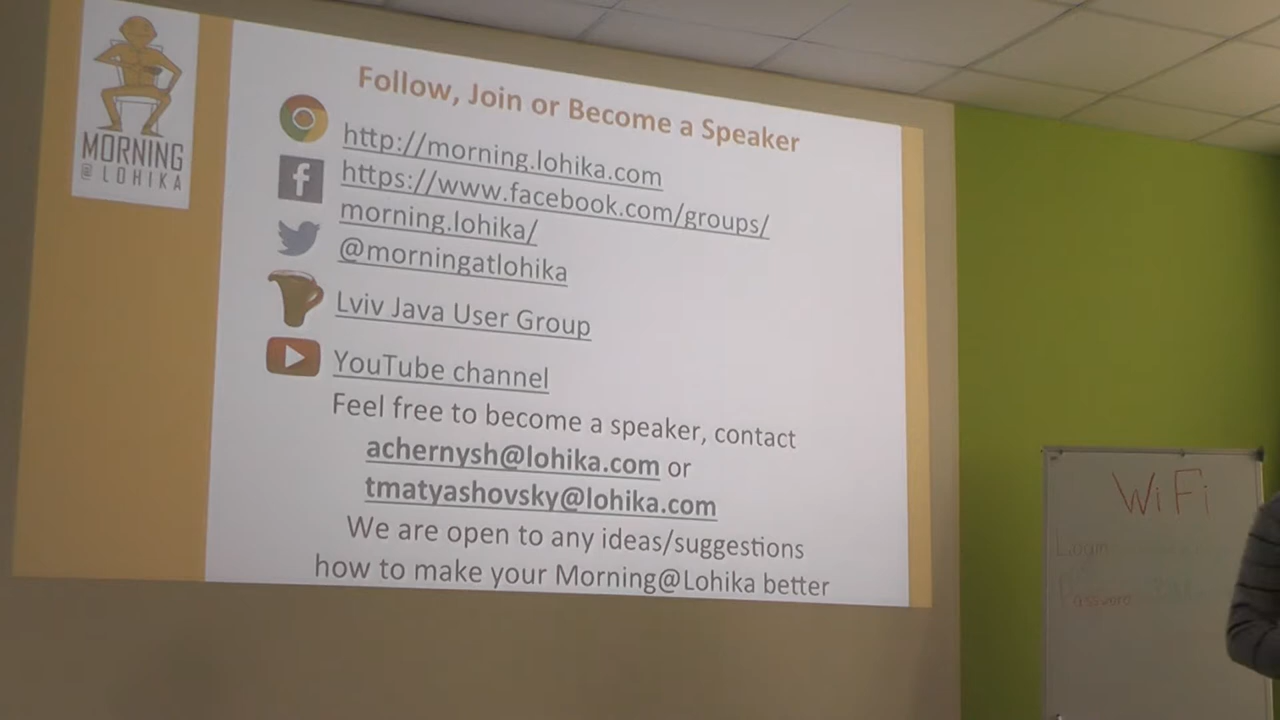 MORNING
@LOHIKA
Follow, Join or Become a Speaker
http://morning.lohika.com
https://www.facebook.com/groups/
morning.lohika/
@morningatlohika
Lviv Java User Group
YouTube channel
Feel free to become a speaker, contact
achernysh@lohika.com or
tmatyashovsky@lohika.com
We are open to any ideas/suggestions
how to make your Morning@Lohika better
WiFi
Login
Password